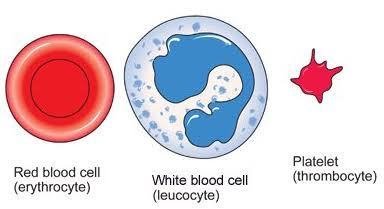 Red blood cell
(erythrocyte)
White blood cell
(leucocyte)
Platelet
(thrombocyte)